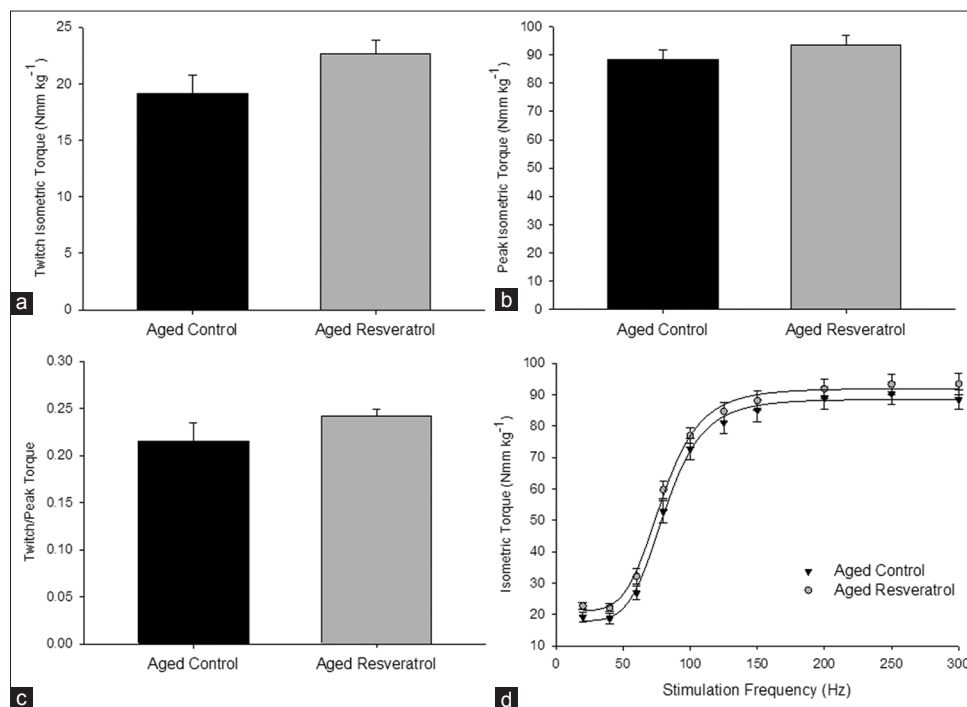 25
20
15
10
5
0
Twitch Isometric Torque (Nmm kg-1)
Aged Control
Aged Resveratrol
a
100
90
80
70
60
50
40
30
20
10
0
Peak Isometric Torque (Nmm kg-1)
Aged Control
Aged Resveratrol
b
0.30
0.25
0.20
0.15
0.10
0.05
0.00
Twitch/Peak Torque
Aged Control
Aged Resveratrol
c
100
90
80
70
60
50
40
30
20
10
Isometric Torque (Nmm kg-1)
Aged Control
Aged Resveratrol
0 50 100 150 200 250 300
Stimulation Frequency (Hz)
d